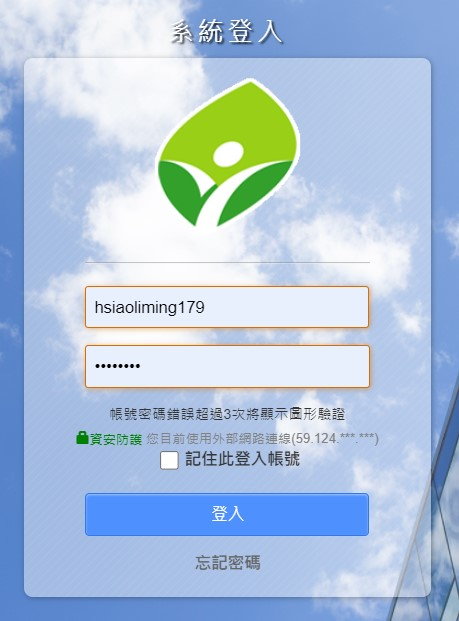 系統登入
hsiaoliming179
••••••••
帳號密碼錯誤超過3次將顯示圖形驗證
資安防護 您目前使用外部網路連線(59.124.***.***)
記住此登入帳號
登入
忘記密碼